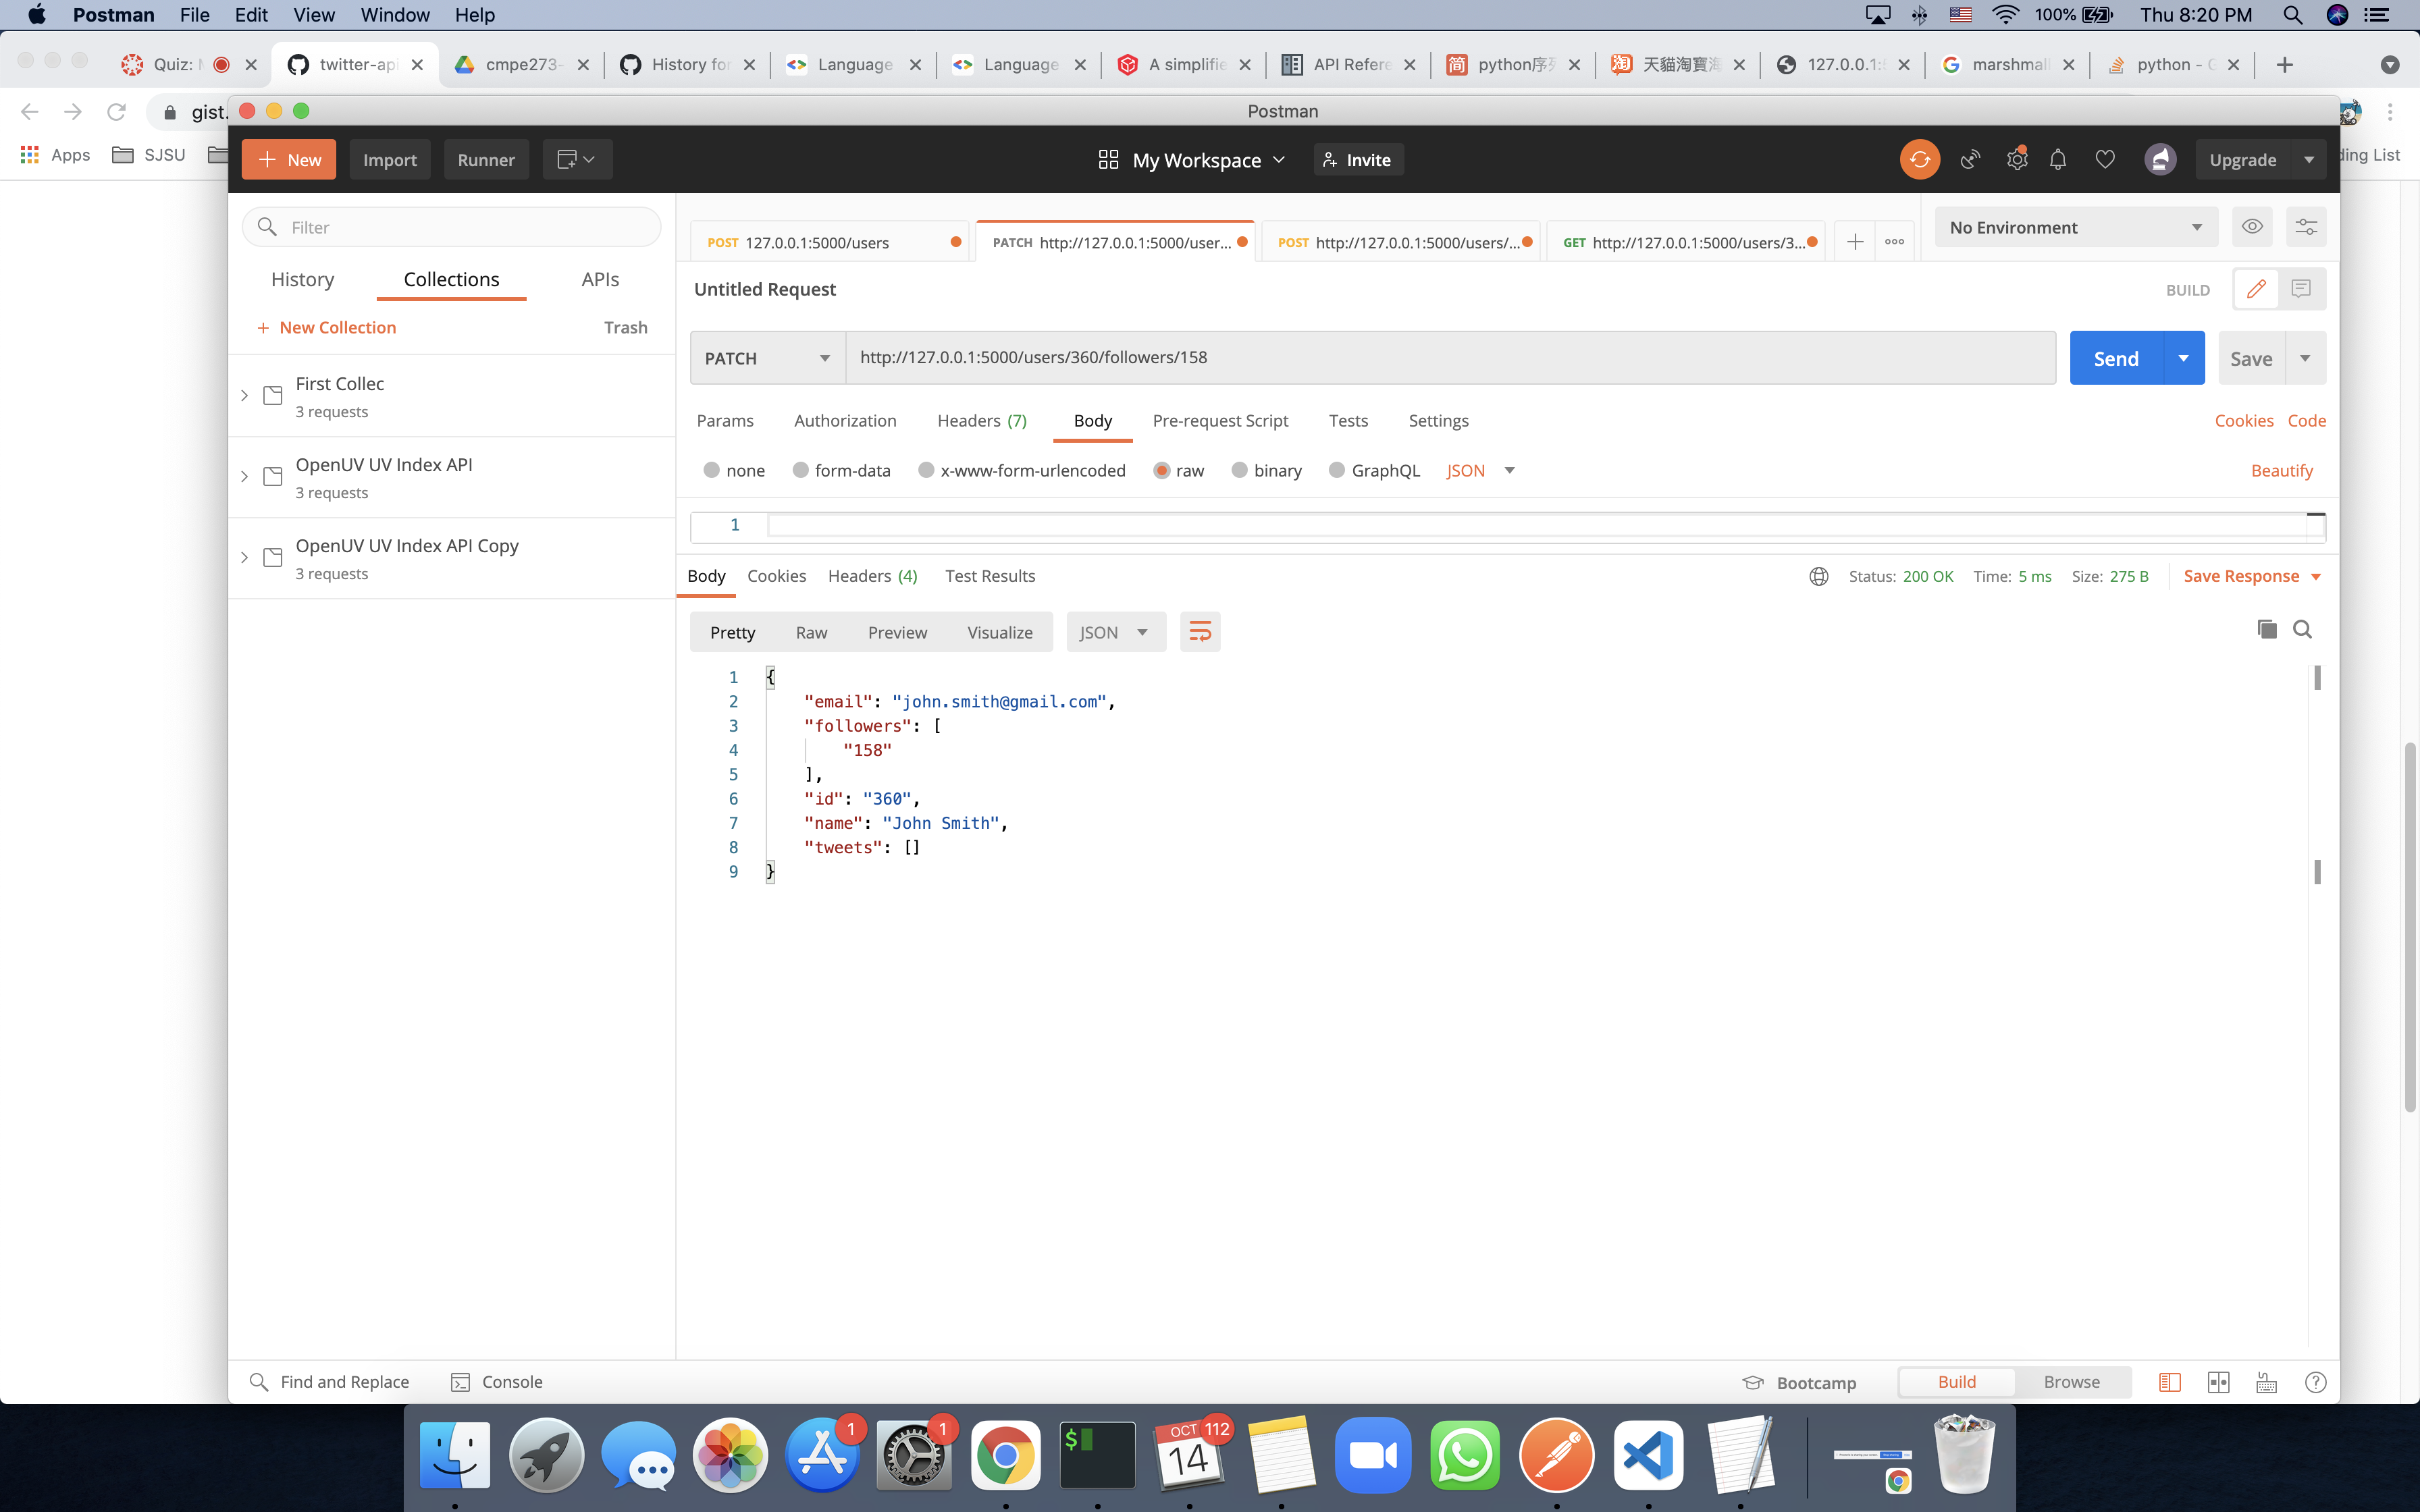 Postman File Edit View Window Help 100% Thu 8:20 PM
Quiz: twitter-api cmpe273- History for Language Language A simplifie API Refere python序列 天貓淘寶海 127.0.0.1:5 marshmall python -
gist.
Apps SJSU ding List
Postman
New Import Runner My Workspace Invite Upgrade
Filter
History Collections APIs
+ New Collection Trash
First Collec
3 requests
OpenUV UV Index API
3 requests
OpenUV UV Index API Copy
3 requests
POST 127.0.0.1:5000/users PATCH http://127.0.0.1:5000/user... POST http://127.0.0.1:5000/users/... GET http://127.0.0.1:5000/users/3... No Environment
Untitled Request BUILD
PATCH http://127.0.0.1:5000/users/360/followers/158 Send Save
Params Authorization Headers (7) Body Pre-request Script Tests Settings Cookies Code
none form-data x-www-form-urlencoded raw binary GraphQL JSON Beautify
1
Body Cookies Headers (4) Test Results Status: 200 OK Time: 5 ms Size: 275 B Save Response
Pretty Raw Preview Visualize JSON
1 {
2 "email": "john.smith@gmail.com",
3 "followers": [
4 "158"
5 ],
6 "id": "360",
7 "name": "John Smith",
8 "tweets": []
9 }
Find and Replace Console Bootcamp Build Browse
1 1 $ OCT 14 112